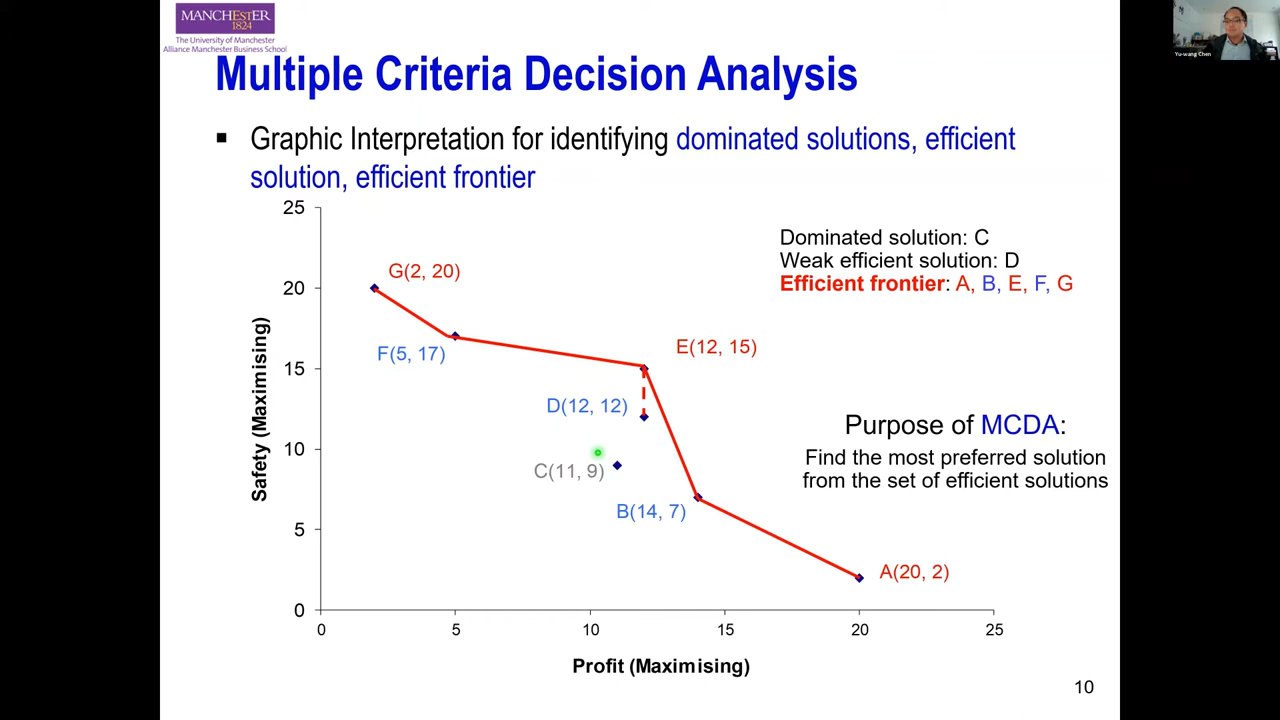 MANCHESTER
1824
The University of Manchester
Alliance Manchester Business School
Yu-wang Chen
Multiple Criteria Decision Analysis
▪ Graphic Interpretation for identifying dominated solutions, efficient
solution, efficient frontier
Dominated solution: C
Weak efficient solution: D
Efficient frontier: A, B, E, F, G
25
20
15
10
5
0
Safety (Maximising)
G(2, 20)
F(5, 17)
E(12, 15)
D(12, 12)
C(11, 9)
B(14, 7)
A(20, 2)
Purpose of MCDA:
Find the most preferred solution
from the set of efficient solutions
0 5 10 15 20 25
Profit (Maximising)
10